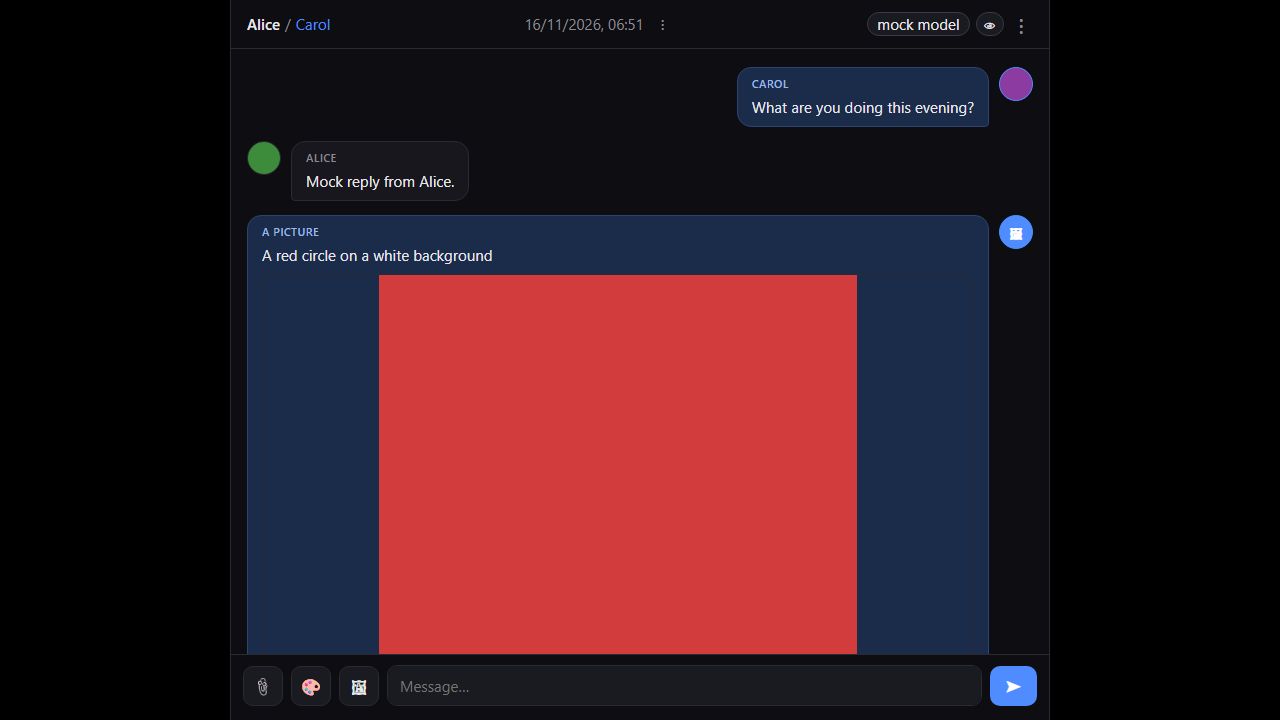 Alice / Carol
16/11/2026, 06:51
mock model
CAROL
What are you doing this evening?
ALICE
Mock reply from Alice.
A PICTURE
A red circle on a white background
Message...